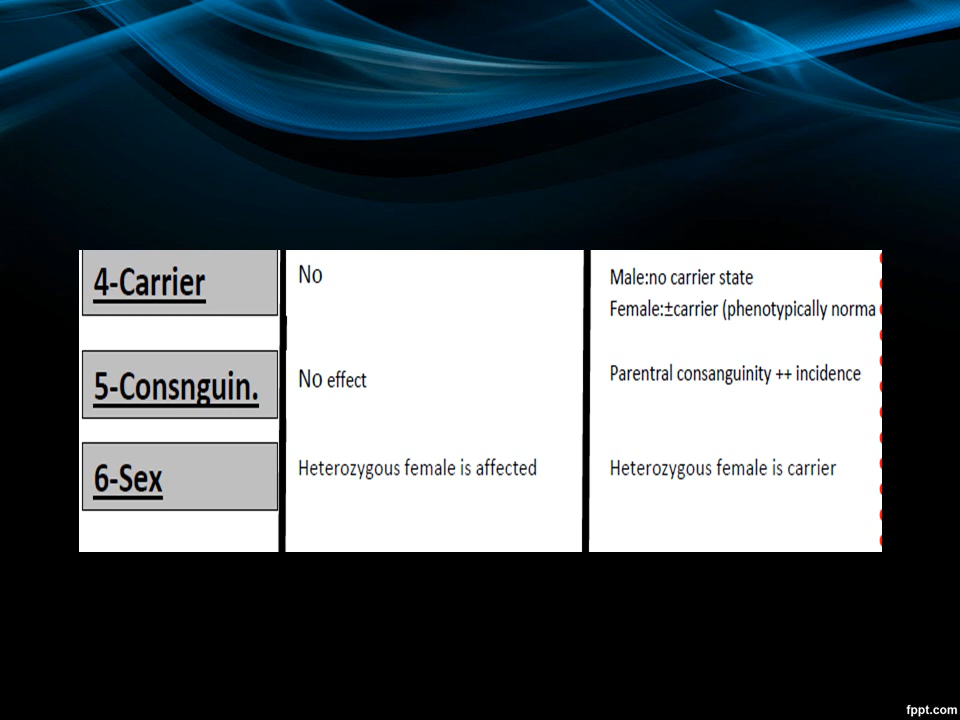 4-Carrier
No
Male:no carrier state
Female:±carrier (phenotypically norma
5-Consnguin.
No effect
Parentral consanguinity ++ incidence
6-Sex
Heterozygous female is affected
Heterozygous female is carrier
fppt.com